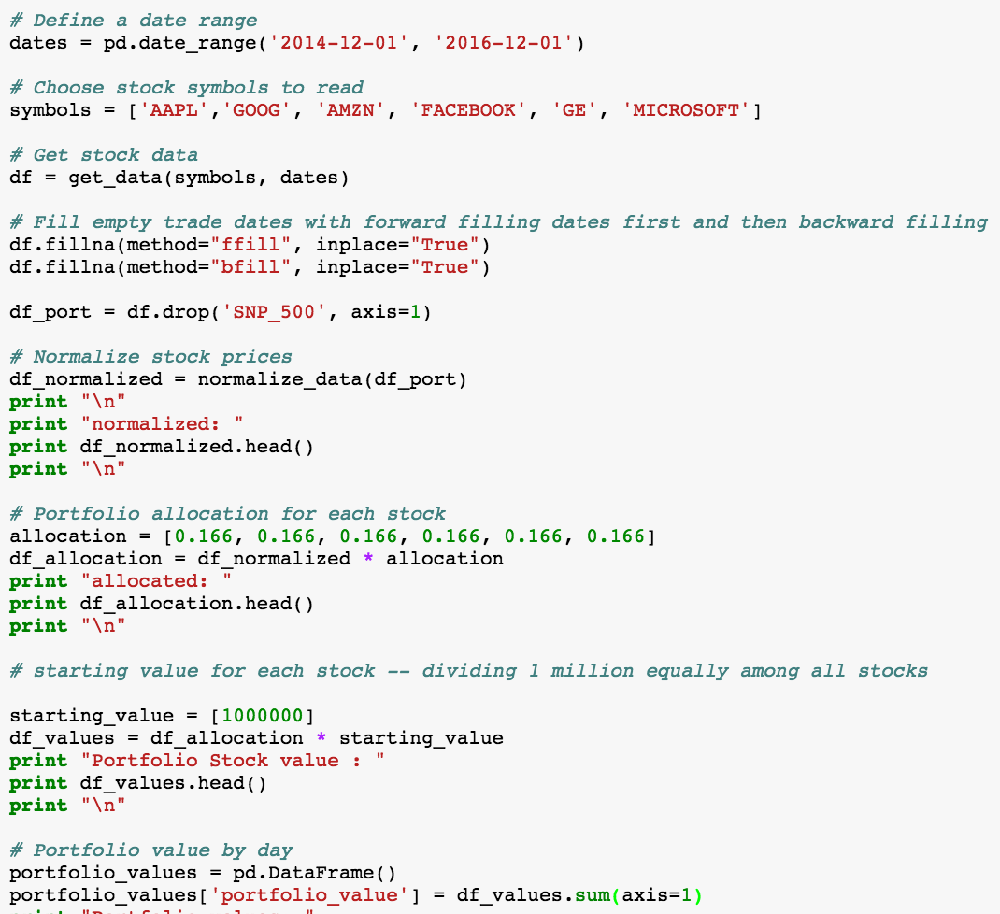 # Define a date range
dates = pd.date_range('2014-12-01', '2016-12-01')
# Choose stock symbols to read
symbols = ['AAPL','GOOG', 'AMZN', 'FACEBOOK', 'GE', 'MICROSOFT']
# Get stock data
df = get_data(symbols, dates)
# Fill empty trade dates with forward filling dates first and then backward filling
df.fillna(method="ffill", inplace="True")
df.fillna(method="bfill", inplace="True")
df_port = df.drop('SNP_500', axis=1)
# Normalize stock prices
df_normalized = normalize_data(df_port)
print "\n"
print "normalized: "
print df_normalized.head()
print "\n"
# Portfolio allocation for each stock
allocation = [0.166, 0.166, 0.166, 0.166, 0.166, 0.166]
df_allocation = df_normalized * allocation
print "allocated: "
print df_allocation.head()
print "\n"
# starting value for each stock -- dividing 1 million equally among all stocks
starting_value = [1000000]
df_values = df_allocation * starting_value
print "Portfolio Stock value : "
print df_values.head()
print "\n"
# Portfolio value by day
portfolio_values = pd.DataFrame()
portfolio_values['portfolio_value'] = df_values.sum(axis=1)